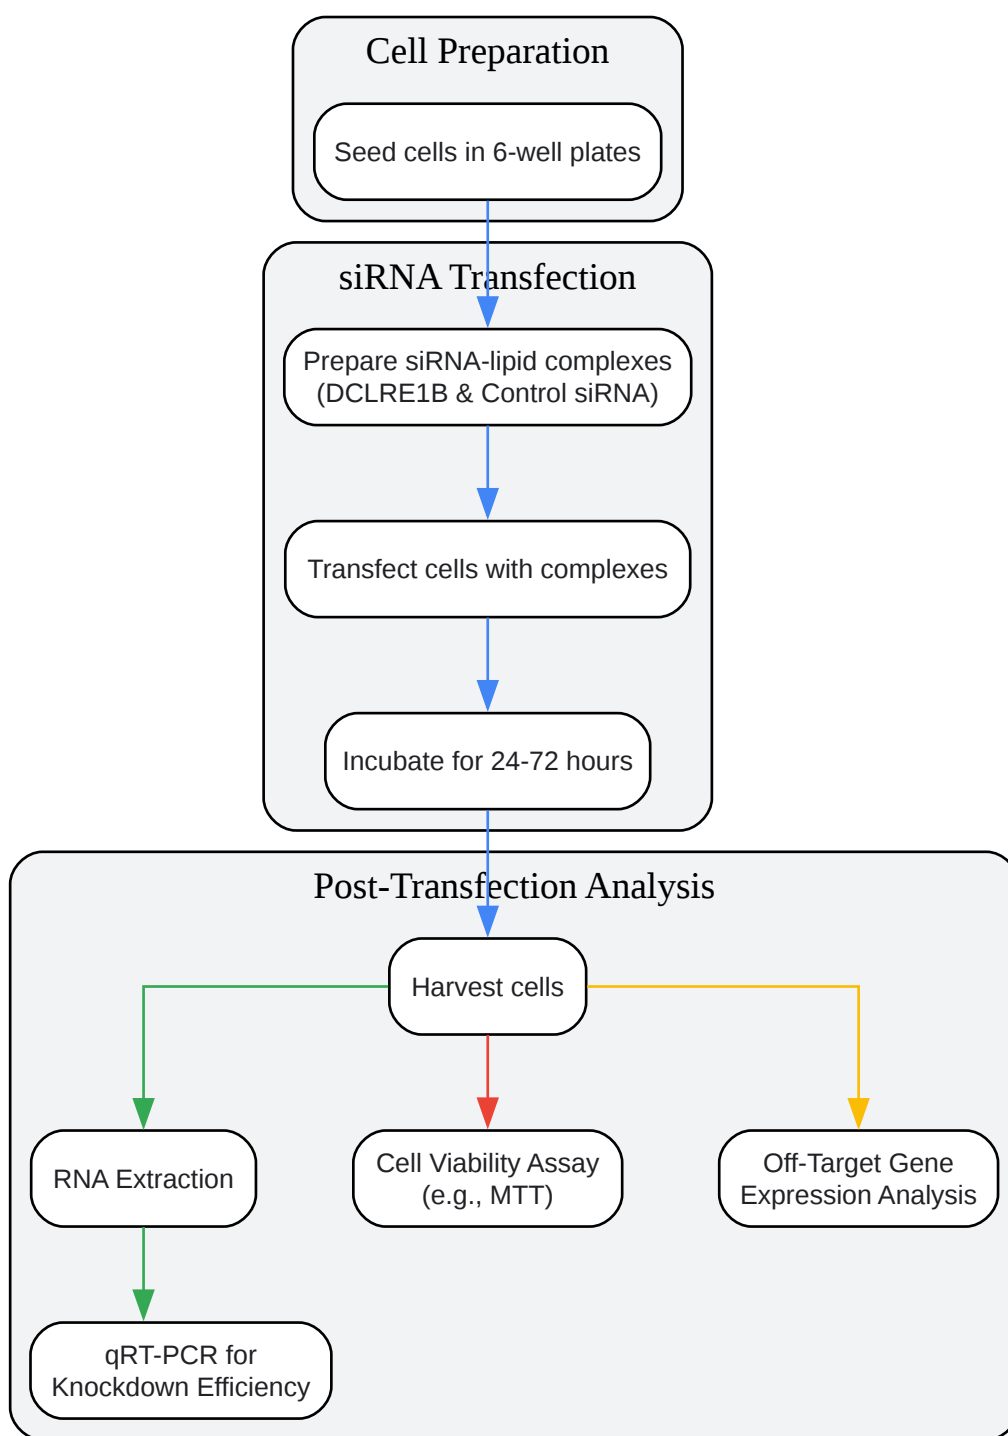 Cell Preparation
Seed cells in 6-well plates
siRNA Transfection
Prepare siRNA-lipid complexes
(DCLRE1B & Control siRNA)
Transfect cells with complexes
Incubate for 24-72 hours
Post-Transfection Analysis
Harvest cells
RNA Extraction
Cell Viability Assay
(e.g., MTT)
Off-Target Gene
Expression Analysis
qRT-PCR for
Knockdown Efficiency